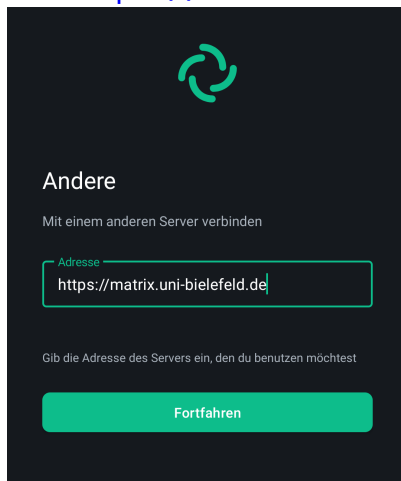 Andere
Mit einem anderen Server verbinden
Adresse
https://matrix.uni-bielefeld.de
Gib die Adresse des Servers ein, den du benutzen möchtest
Fortfahren